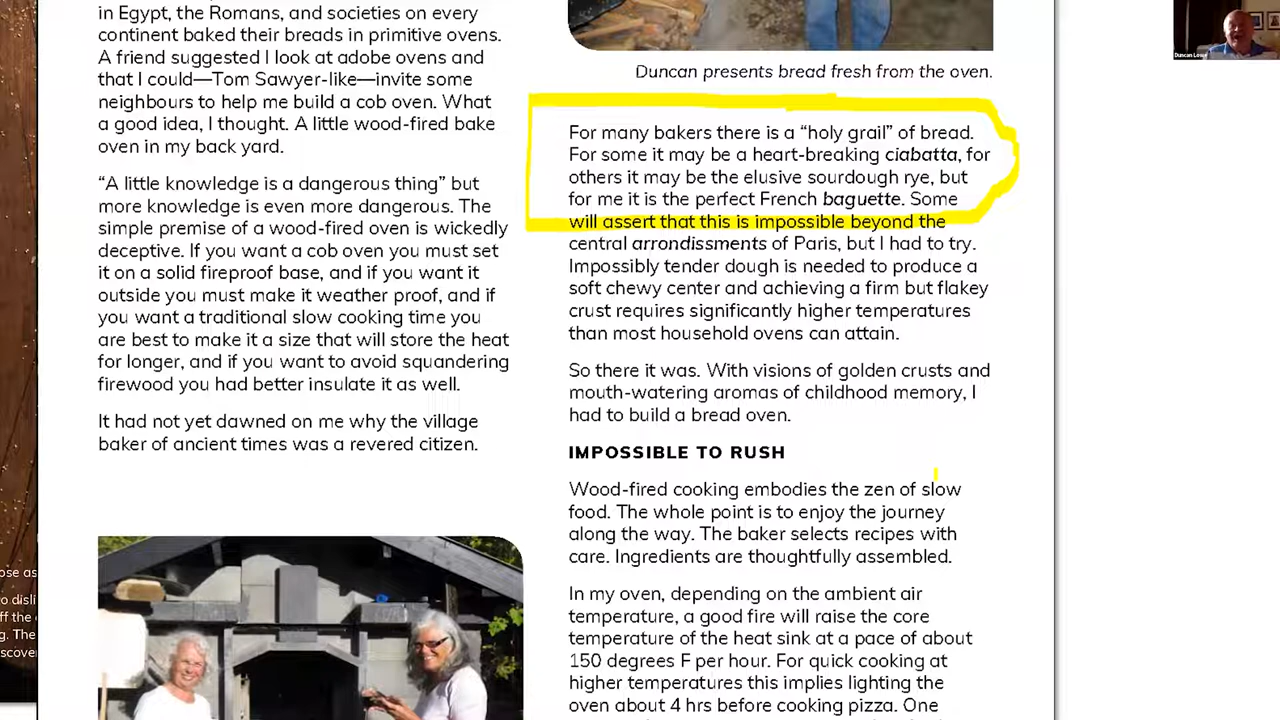 in Egypt, the Romans, and societies on every
continent baked their breads in primitive ovens.
A friend suggested I look at adobe ovens and
that I could—Tom Sawyer-like—invite some
neighbours to help me build a cob oven. What
a good idea, I thought. A little wood-fired bake
oven in my back yard.
“A little knowledge is a dangerous thing” but
more knowledge is even more dangerous. The
simple premise of a wood-fired oven is wickedly
deceptive. If you want a cob oven you must set
it on a solid fireproof base, and if you want it
outside you must make it weather proof, and if
you want a traditional slow cooking time you
are best to make it a size that will store the heat
for longer, and if you want to avoid squandering
firewood you had better insulate it as well.
It had not yet dawned on me why the village
baker of ancient times was a revered citizen.
Duncan presents bread fresh from the oven.
For many bakers there is a “holy grail” of bread.
For some it may be a heart-breaking ciabatta, for
others it may be the elusive sourdough rye, but
for me it is the perfect French baguette. Some
will assert that this is impossible beyond the
central arrondissments of Paris, but I had to try.
Impossibly tender dough is needed to produce a
soft chewy center and achieving a firm but flakey
crust requires significantly higher temperatures
than most household ovens can attain.
So there it was. With visions of golden crusts and
mouth-watering aromas of childhood memory, I
had to build a bread oven.
IMPOSSIBLE TO RUSH
Wood-fired cooking embodies the zen of slow
food. The whole point is to enjoy the journey
along the way. The baker selects recipes with
care. Ingredients are thoughtfully assembled.
In my oven, depending on the ambient air
temperature, a good fire will raise the core
temperature of the heat sink at a pace of about
150 degrees F per hour. For quick cooking at
higher temperatures this implies lighting the
oven about 4 hrs before cooking pizza. One
Duncan